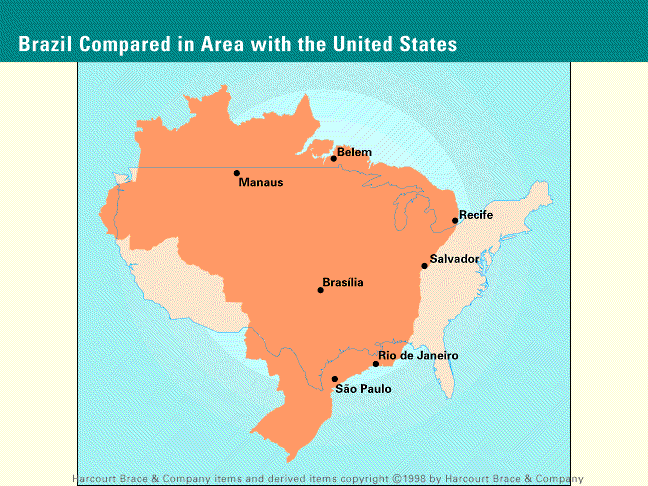 Brazil Compared in Area with the United States
Belem
Manaus
Recife
Salvador
Brasília
Rio de Janeiro
São Paulo
Harcourt Brace & Company items and derived items copyright ©1998 by Harcourt Brace & Company